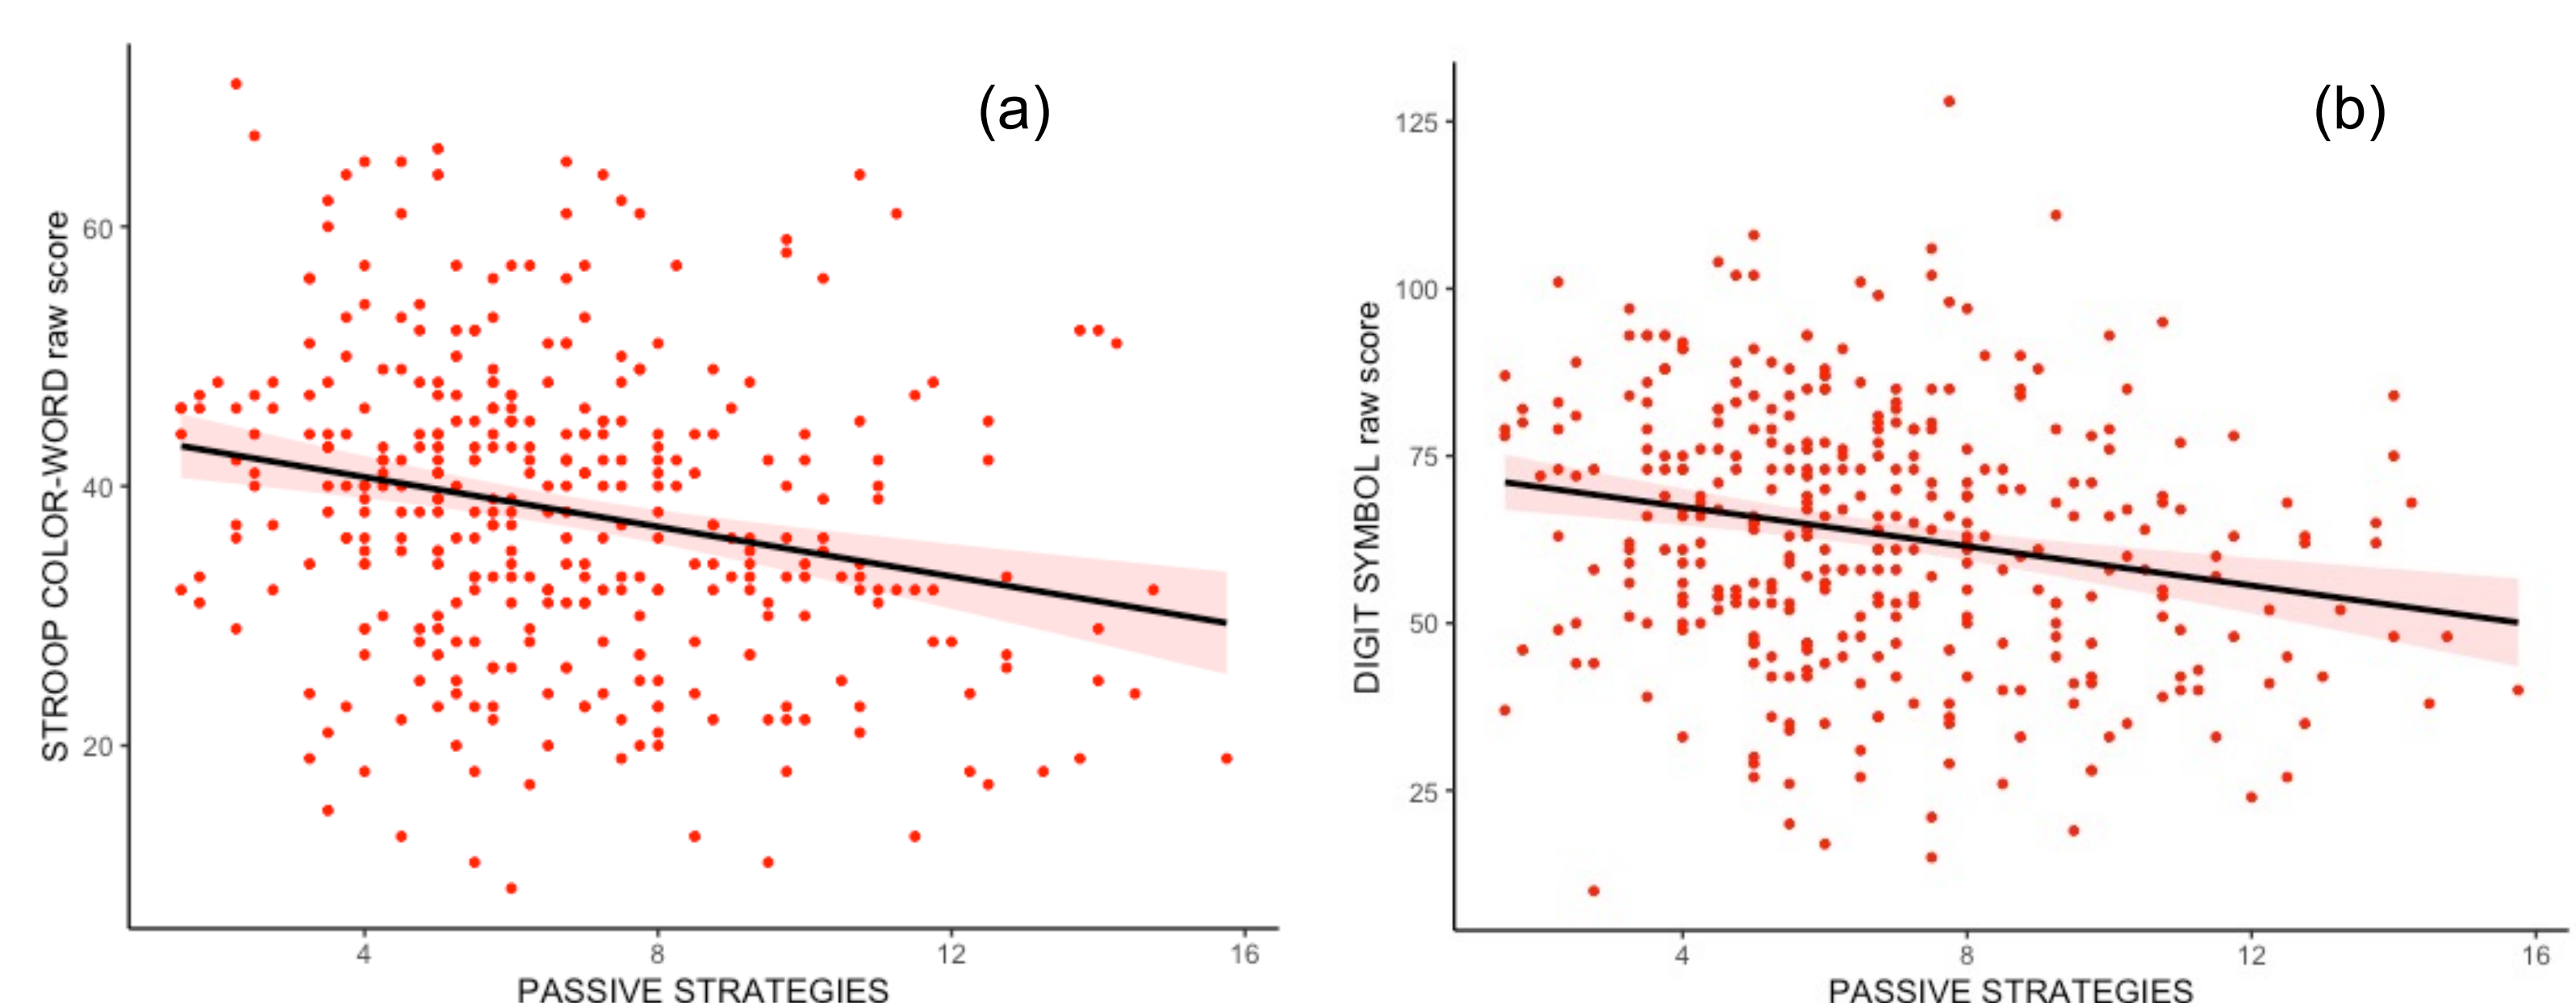 (a)
STROOP COLOR-WORD raw score
60
40
20
4 8 12 16
PASSIVE STRATEGIES
(b)
DIGIT SYMBOL raw score
125
100
75
50
25
4 8 12 16
PASSIVE STRATEGIES